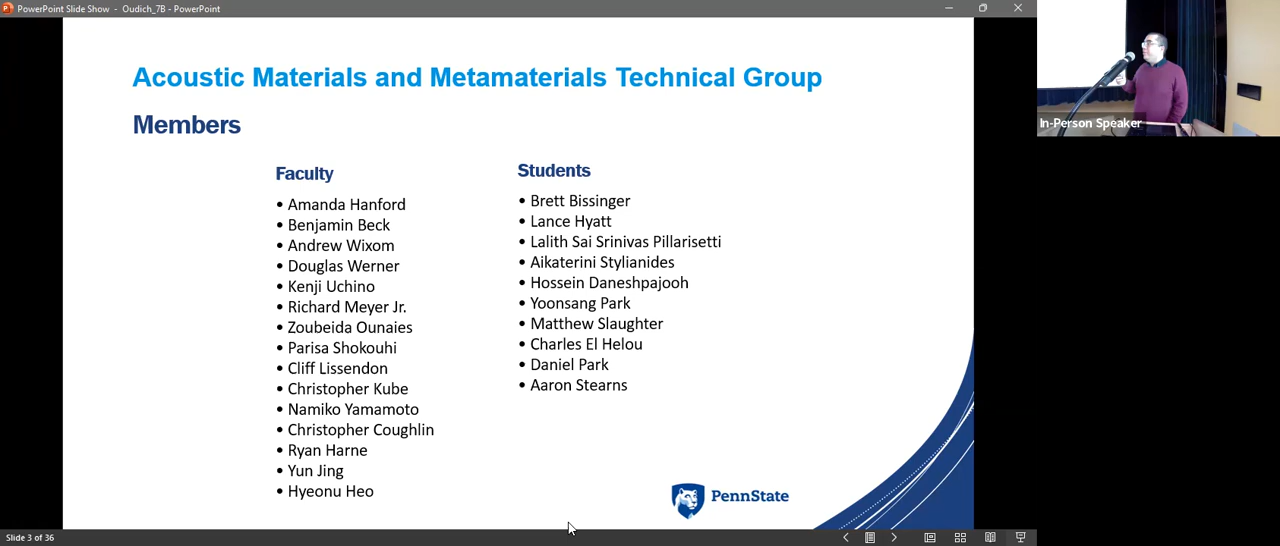 PowerPoint Slide Show - Oudich_7B - PowerPoint
Acoustic Materials and Metamaterials Technical Group
Members
Faculty
• Amanda Hanford
• Benjamin Beck
• Andrew Wixom
• Douglas Werner
• Kenji Uchino
• Richard Meyer Jr.
• Zoubeida Ounaies
• Parisa Shokouhi
• Cliff Lissendon
• Christopher Kube
• Namiko Yamamoto
• Christopher Coughlin
• Ryan Harne
• Yun Jing
• Hyeonu Heo
Students
• Brett Bissinger
• Lance Hyatt
• Lalith Sai Srinivas Pillarisetti
• Aikaterini Stylianides
• Hossein Daneshpajooh
• Yoonsang Park
• Matthew Slaughter
• Charles El Helou
• Daniel Park
• Aaron Stearns
PennState
In-Person Speaker
Slide 3 of 36